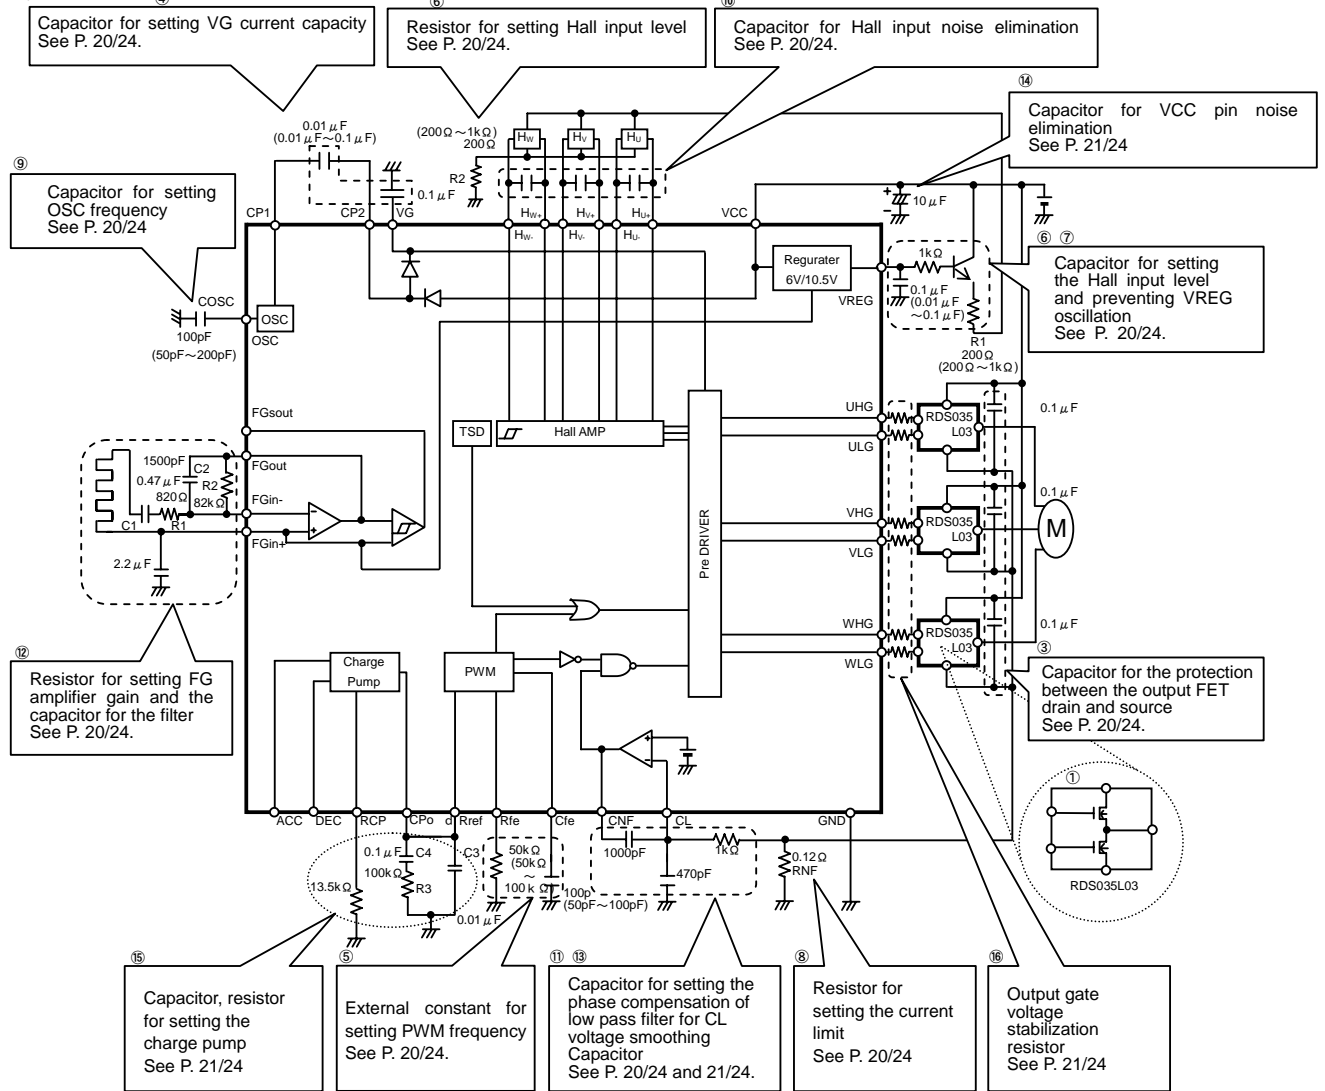 ④
Capacitor for setting VG current capacity
See P. 20/24.
⑥
Resistor for setting Hall input level
See P. 20/24.
⑩
Capacitor for Hall input noise elimination
See P. 20/24.
⑭
Capacitor for VCC pin noise
elimination
See P. 21/24
⑨
Capacitor for setting
OSC frequency
See P. 20/24
0.01μF
(0.01μF～0.1μF)
0.1μF
(200Ω～1kΩ)
200Ω
R2
HW
HV
HU
+
-
10μF
CP1
CP2
VG
HW+
HV+
HU+
HW-
HV-
HU-
VCC
Regurater
6V/10.5V
VREG
1kΩ
0.1μF
(0.01μF
～0.1μF)
R1
200Ω
(200Ω～1kΩ)
⑥ ⑦
Capacitor for setting
the Hall input level
and preventing VREG
oscillation
See P. 20/24.
COSC
100pF
(50pF～200pF)
OSC
OSC
FGsout
TSD
Hall AMP
UHG
ULG
RDS035
L03
0.1μF
FGout
1500pF
C2
0.47μF
R2
820Ω
82kΩ
C1
R1
FGin-
FGin+
2.2μF
-
+
Pre DRIVER
VHG
VLG
RDS035
L03
0.1μF
M
WHG
WLG
RDS035
L03
0.1μF
⑫
Resistor for setting FG
amplifier gain and the
capacitor for the filter
See P. 20/24.
Charge
Pump
PWM
+
-
③
Capacitor for the protection
between the output FET
drain and source
See P. 20/24.
①
RDS035L03
ACC
DEC
RCP
CPo
d
Rref
Rfe
Cfe
CNF
CL
GND
13.5kΩ
0.1μF
C4
100kΩ
R3
C3
0.01μF
50kΩ
(50kΩ
～
100kΩ)
100p
(50pF～100pF)
1000pF
1kΩ
470pF
0.12Ω
RNF
⑮
Capacitor, resistor
for setting the
charge pump
See P. 21/24
⑤
External constant for
setting PWM frequency
See P. 20/24.
⑪ ⑬
Capacitor for setting the
phase compensation of
low pass filter for CL
voltage smoothing
Capacitor
See P. 20/24 and 21/24.
⑧
Resistor for
setting the current
limit
See P. 20/24
⑯
Output gate
voltage
stabilization
resistor
See P. 21/24